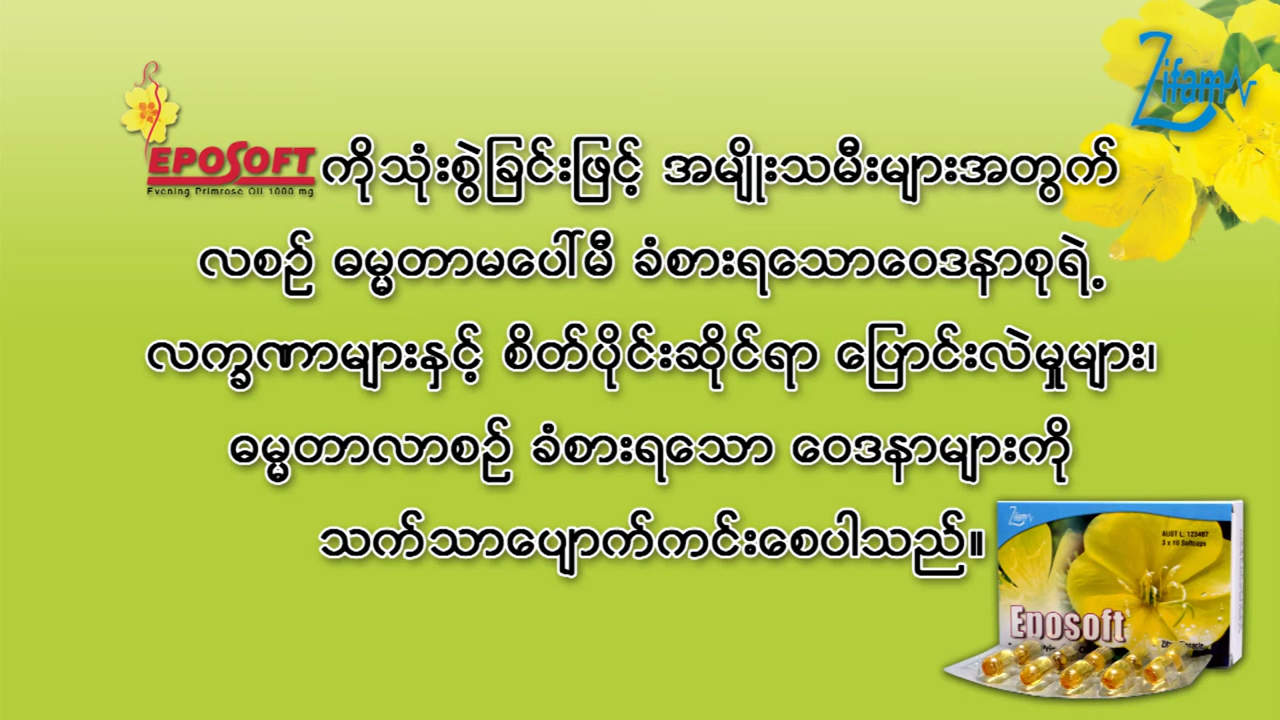 Zifam
EPOSOFT ကိုသုံးစွဲခြင်းဖြင့် အမျိုးသမီးများအတွက်
Evening Primrose Oil 1000 mg
လစဉ် ဓမ္မတာမပေါ်မီ ခံစားရသောဝေဒနာစုရဲ့
လက္ခဏာများနှင့် စိတ်ပိုင်းဆိုင်ရာ ပြောင်းလဲမှုများ၊
ဓမ္မတာလာစဉ် ခံစားရသော ဝေဒနာများကို
သက်သာပျောက်ကင်းစေပါသည်။
Zifam
AUST L: 123487
3 x 10 Softcaps
Eposoft